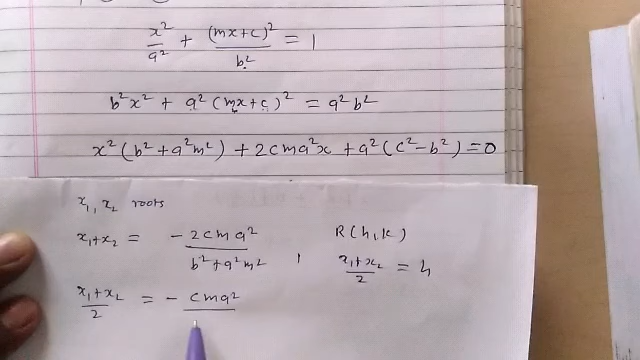 x²/a² + (mx+c)²/b² = 1
b²x² + a²(mx+c)² = a²b²
x²(b²+a²m²) + 2cma²x + a²(c²-b²) = 0
x₁, x₂ roots
x₁+x₂ = -2cma²/(b²+a²m²) , R(h,k)
(x₁+x₂)/2 = h
(x₁+x₂)/2 = - cma²/